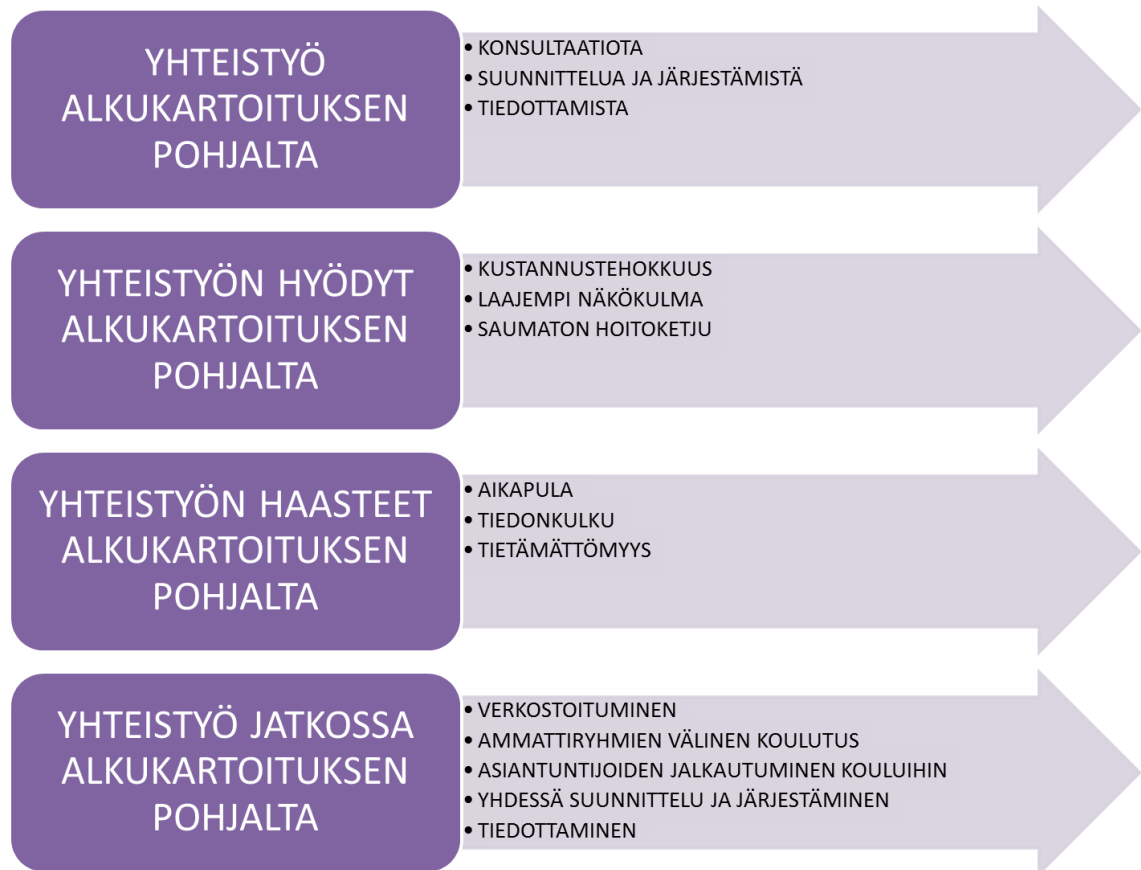 YHTEISTYÖ
ALKUKARTOITUKSEN
POHJALTA
• KONSULTAATIOTA
• SUUNNITTELUA JA JÄRJESTÄMISTÄ
• TIEDOTTAMISTA
YHTEISTYÖN HYÖDYT
ALKUKARTOITUKSEN
POHJALTA
• KUSTANNUSTEHOKKUUS
• LAAJEMPI NÄKÖKULMA
• SAUMATON HOITOKETJU
YHTEISTYÖN HAASTEET
ALKUKARTOITUKSEN
POHJALTA
• AIKAPULA
• TIEDONKULKU
• TIETÄMÄTTÖMYYS
YHTEISTYÖ JATKOSSA
ALKUKARTOITUKSEN
POHJALTA
• VERKOSTOITUMINEN
• AMMATTIRYHMIEN VÄLINEN KOULUTUS
• ASIANTUNTIJOIDEN JALKAUTUMINEN KOULUIHIN
• YHDESSÄ SUUNNITTELU JA JÄRJESTÄMINEN
• TIEDOTTAMINEN